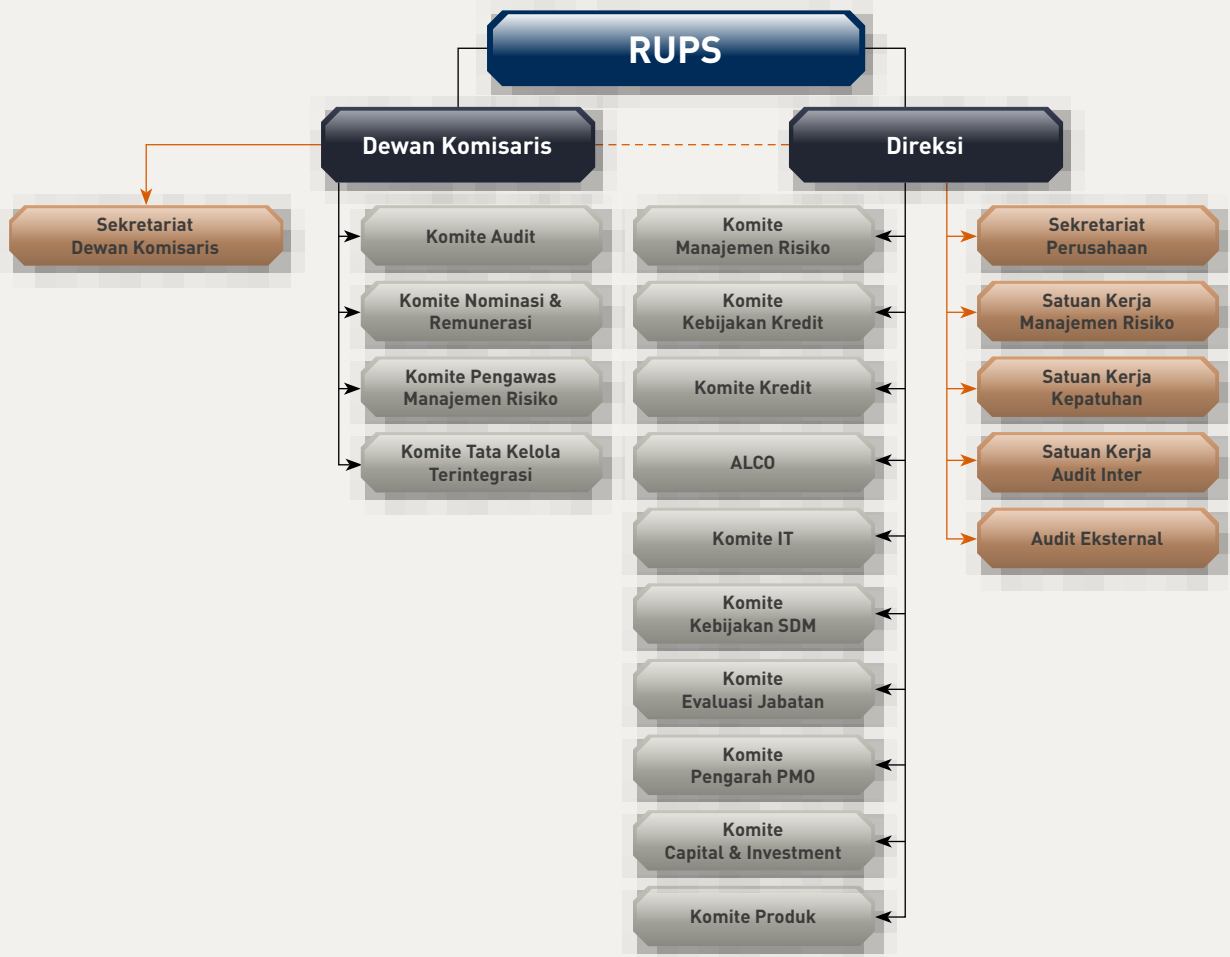 RUPS
Dewan Komisaris
Direksi
Sekretariat
Dewan Komisaris
Komite Audit
Komite Nominasi &
Remunerasi
Komite Pengawas
Manajemen Risiko
Komite Tata Kelola
Terintegrasi
Komite
Manajemen Risiko
Komite
Kebijakan Kredit
Komite Kredit
ALCO
Komite IT
Komite
Kebijakan SDM
Komite
Evaluasi Jabatan
Komite
Pengarah PMO
Komite
Capital & Investment
Komite Produk
Sekretariat
Perusahaan
Satuan Kerja
Manajemen Risiko
Satuan Kerja
Kepatuhan
Satuan Kerja
Audit Inter
Audit Eksternal